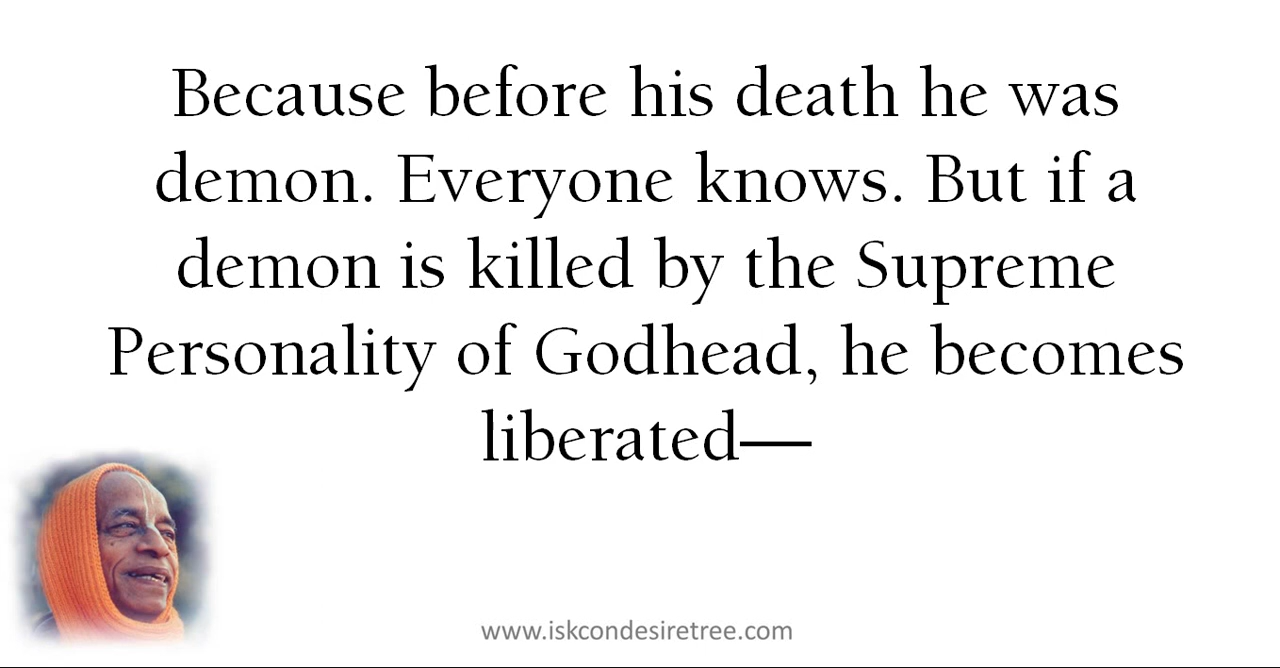 Because before his death he was
demon. Everyone knows. But if a
demon is killed by the Supreme
Personality of Godhead, he becomes
liberated—
www.iskcondesiretree.com